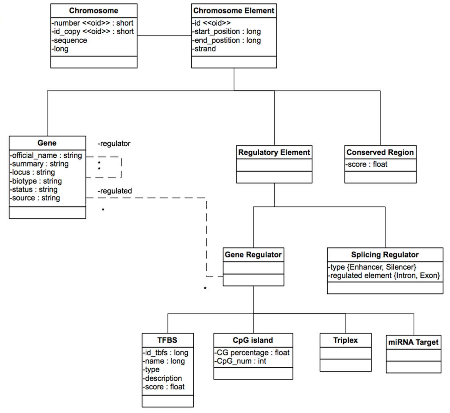 Chromosome
-number <<oid>> : short
-id_copy <<oid>> : short
-sequence
-long
Chromosome Element
-id <<oid>>
-start_position : long
-end_postition : long
-strand
Gene
-official_name : string
-summary : string
-locus : string
-biotype : string
-status : string
-source : string
-regulator
*
*
-regulated
*
*
Regulatory Element
Conserved Region
-score : float
Gene Regulator
Splicing Regulator
-type {Enhancer, Silencer}
-regulated element {Intron, Exon}
TFBS
-id_tbfs : long
-name : long
-type
-description
-score : float
CpG island
-CG percentage : float
-CpG_num : int
Triplex
miRNA Target